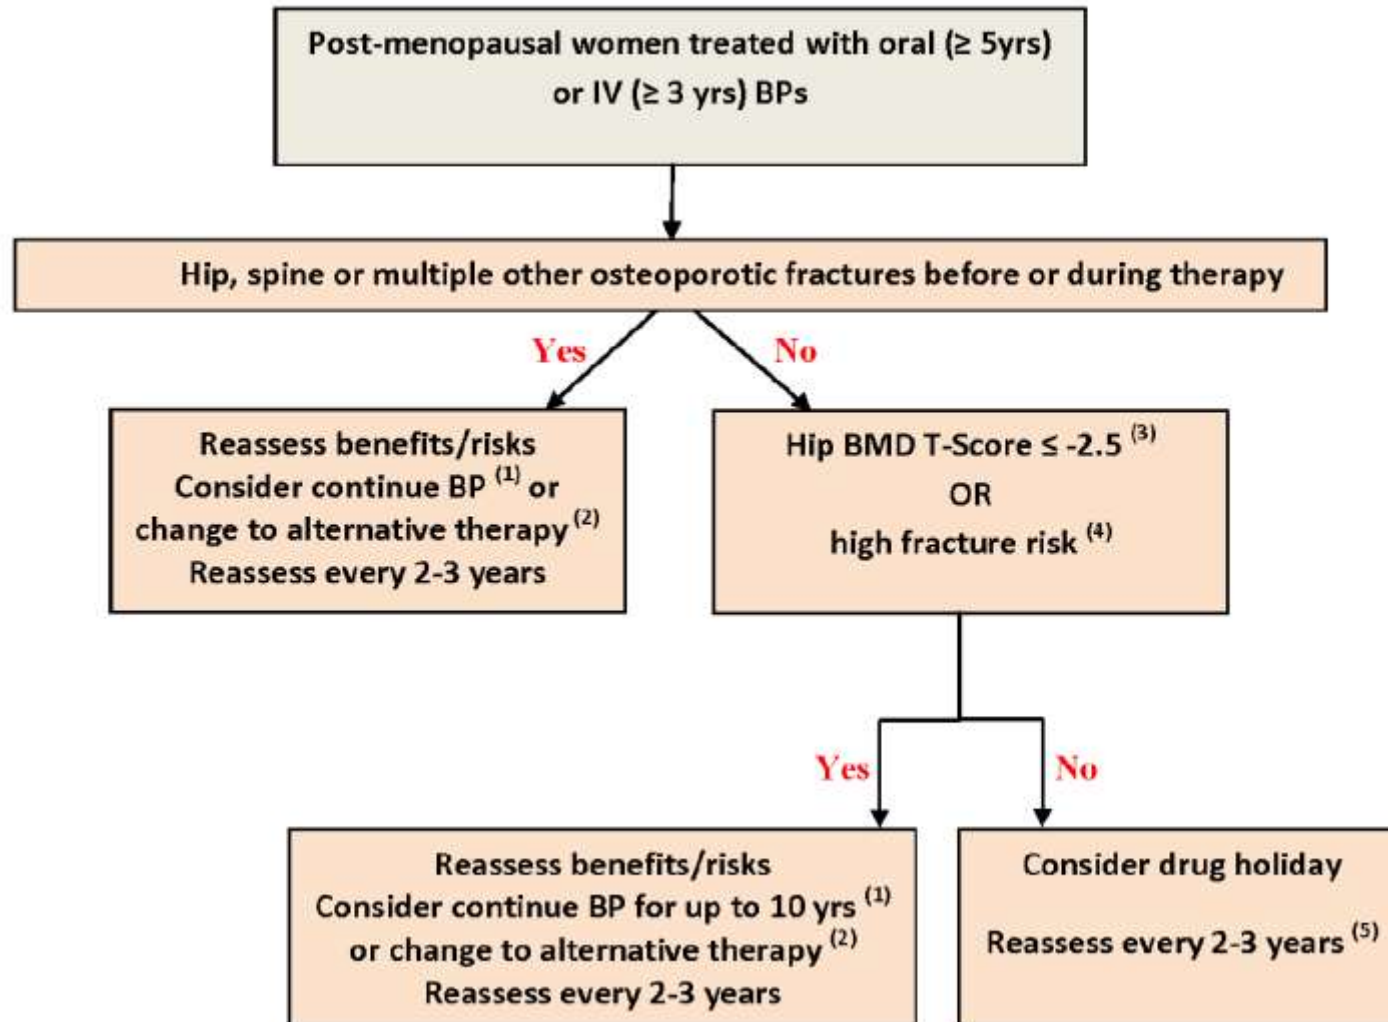 Post-menopausal women treated with oral (≥ 5yrs)
or IV (≥ 3 yrs) BPs
Hip, spine or multiple other osteoporotic fractures before or during therapy
Yes
No
Reassess benefits/risks
Consider continue BP (1) or
change to alternative therapy (2)
Reassess every 2-3 years
Hip BMD T-Score ≤ -2.5 (3)
OR
high fracture risk (4)
Yes
No
Reassess benefits/risks
Consider continue BP for up to 10 yrs (1)
or change to alternative therapy (2)
Reassess every 2-3 years
Consider drug holiday
Reassess every 2-3 years (5)